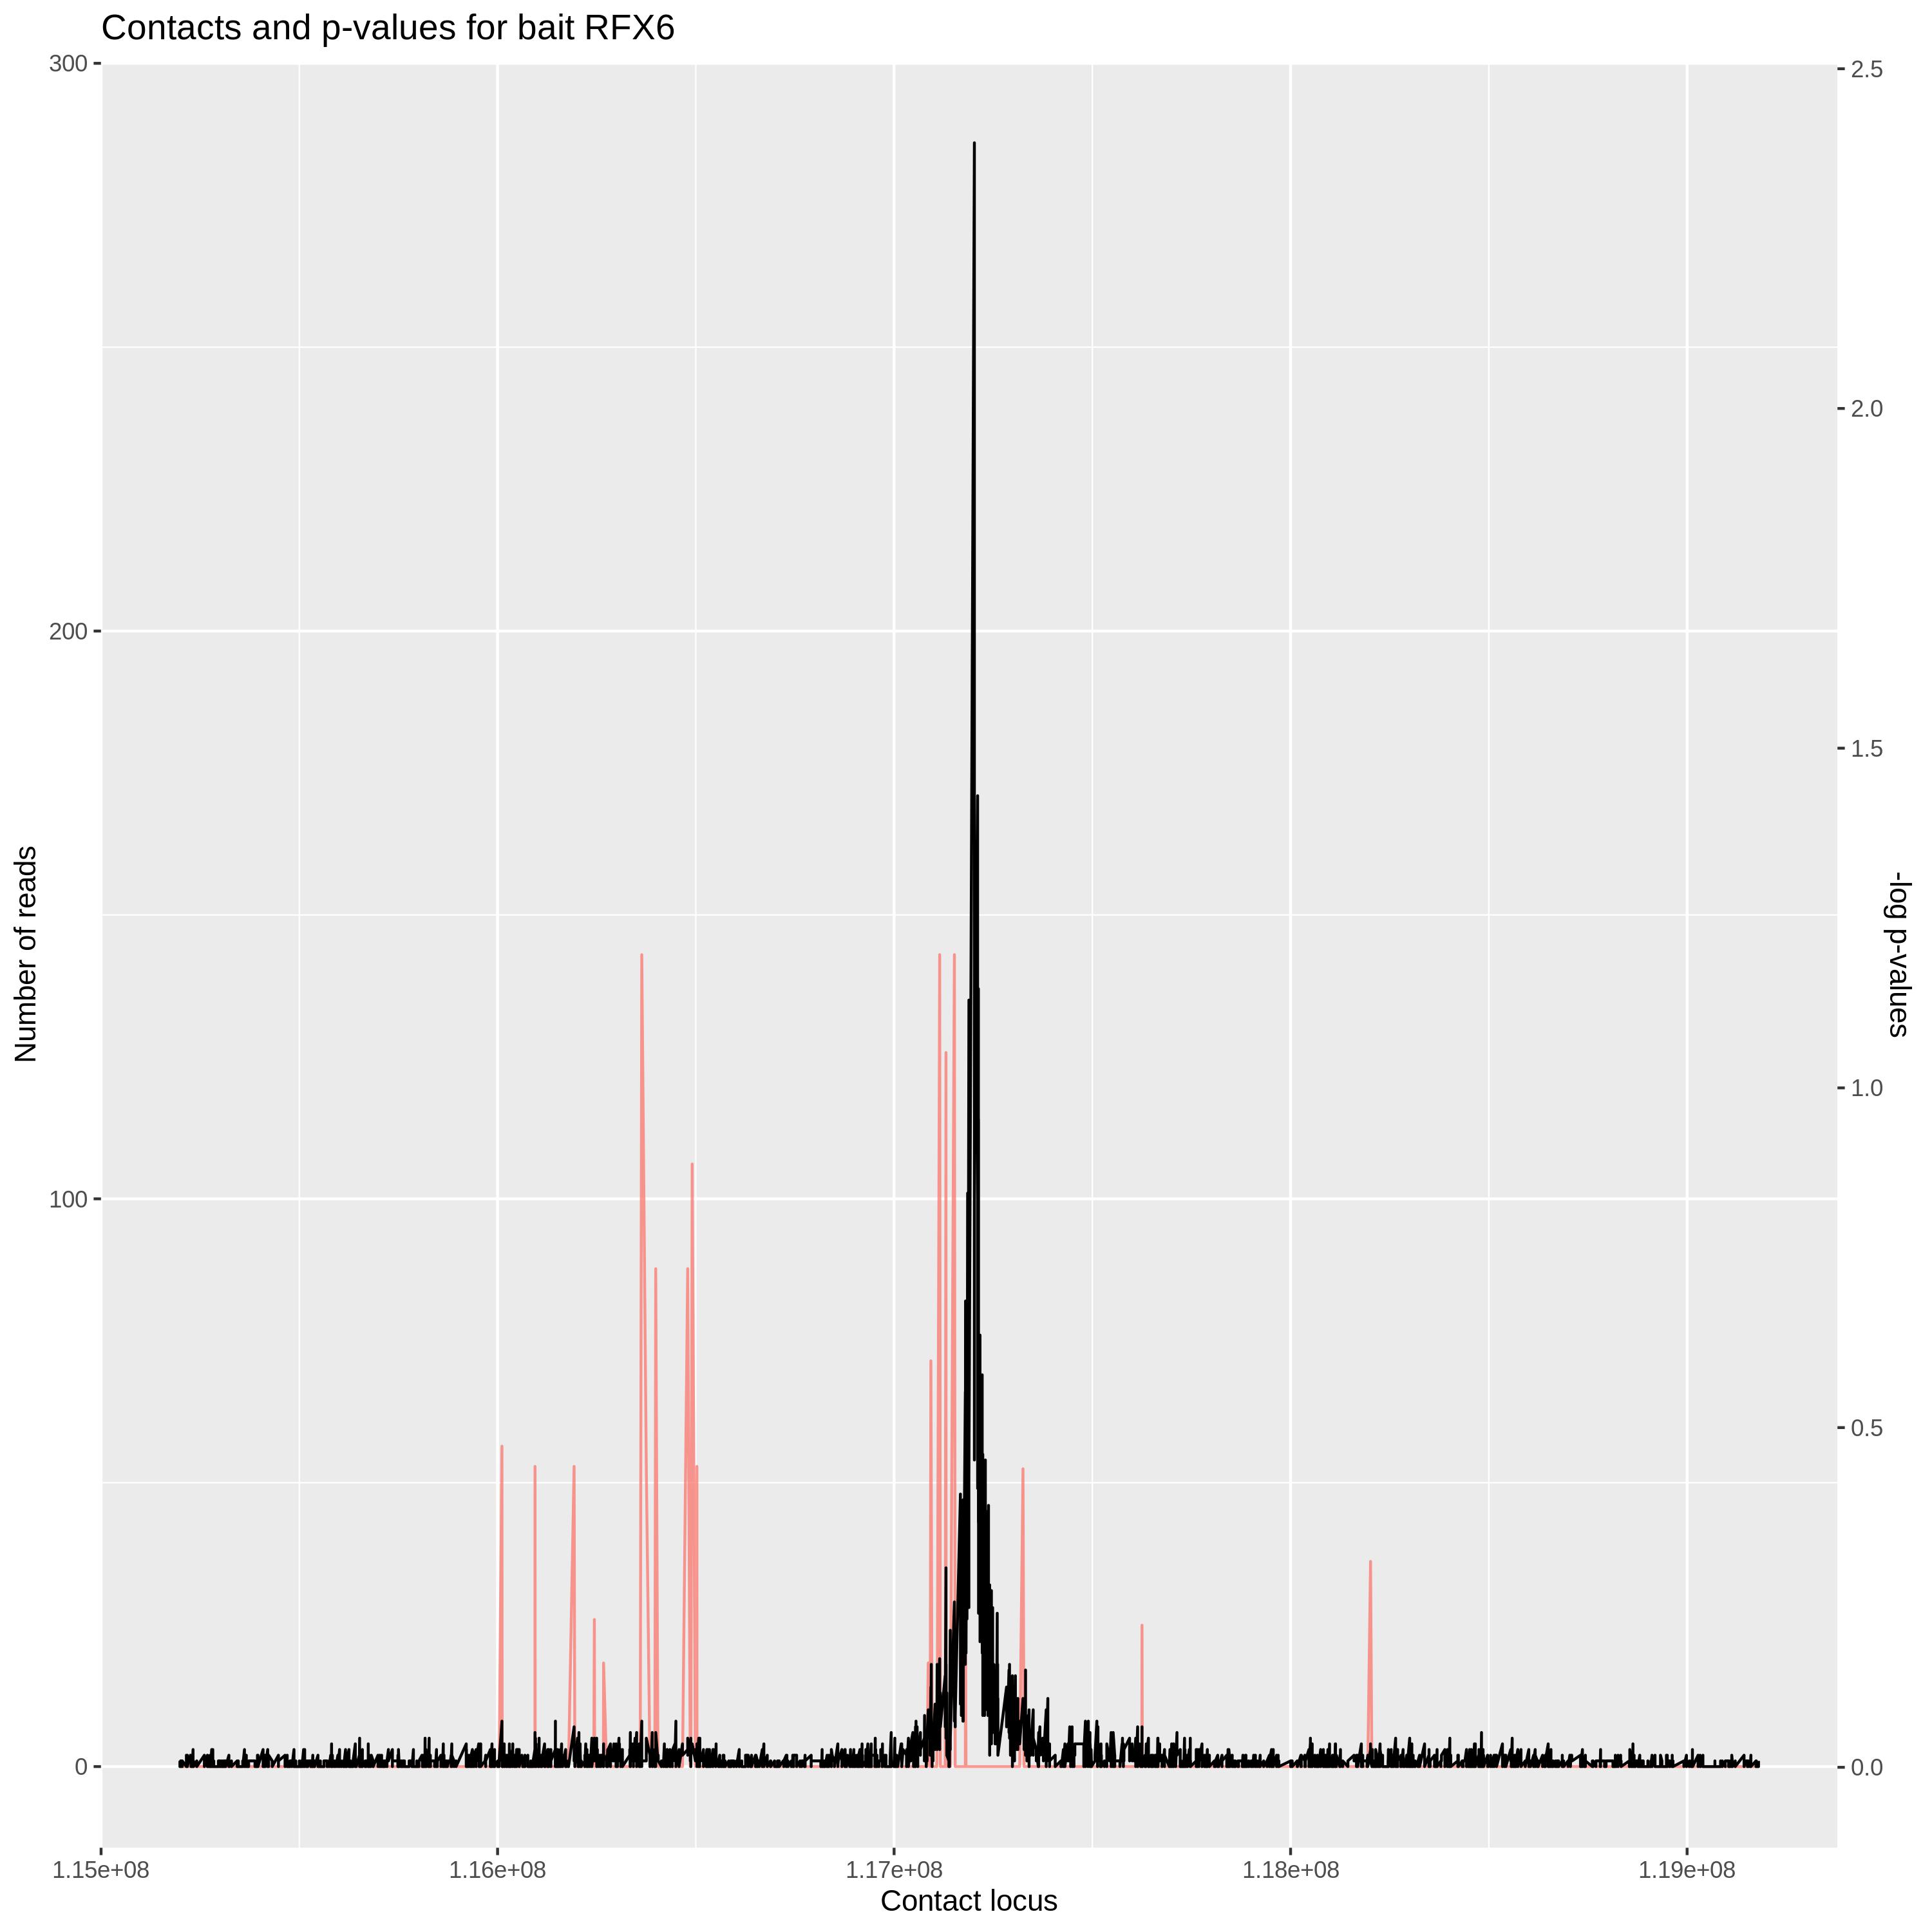 Contacts and p-values for bait RFX6
300
200
100
0
Number of reads
2.5
2.0
1.5
1.0
0.5
0.0
-log p-values
1.15e+08
1.16e+08
1.17e+08
1.18e+08
1.19e+08
Contact locus